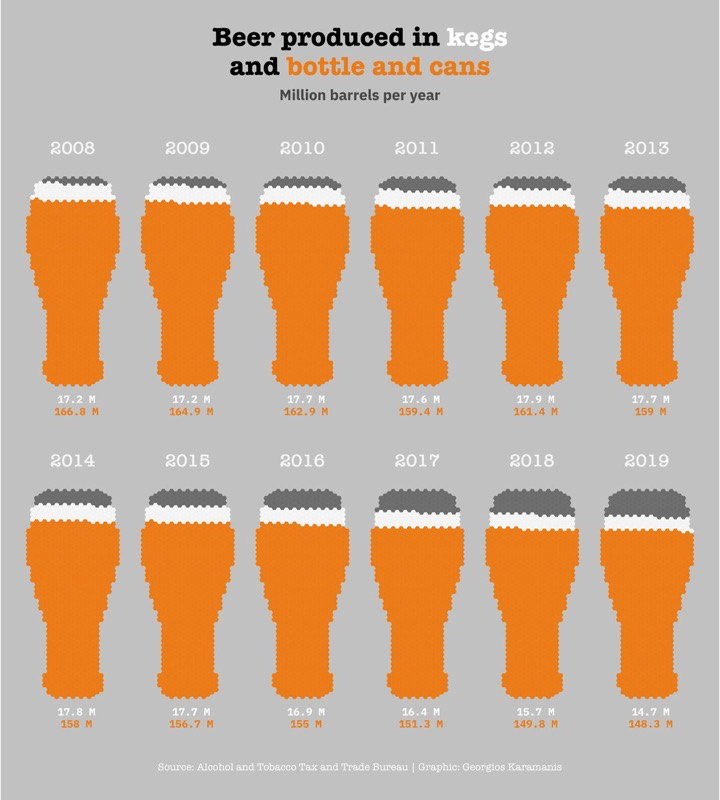 Beer produced in kegs
and bottle and cans
Million barrels per year
2008 2009 2010 2011 2012 2013
17.2 M 17.2 M 17.7 M 17.6 M 17.9 M 17.7 M
166.8 M 164.9 M 162.9 M 159.4 M 161.4 M 159 M
2014 2015 2016 2017 2018 2019
17.8 M 17.7 M 16.9 M 16.4 M 15.7 M 14.7 M
158 M 156.7 M 155 M 151.3 M 149.8 M 148.3 M
Source: Alcohol and Tobacco Tax and Trade Bureau | Graphic: Georgios Karamanis